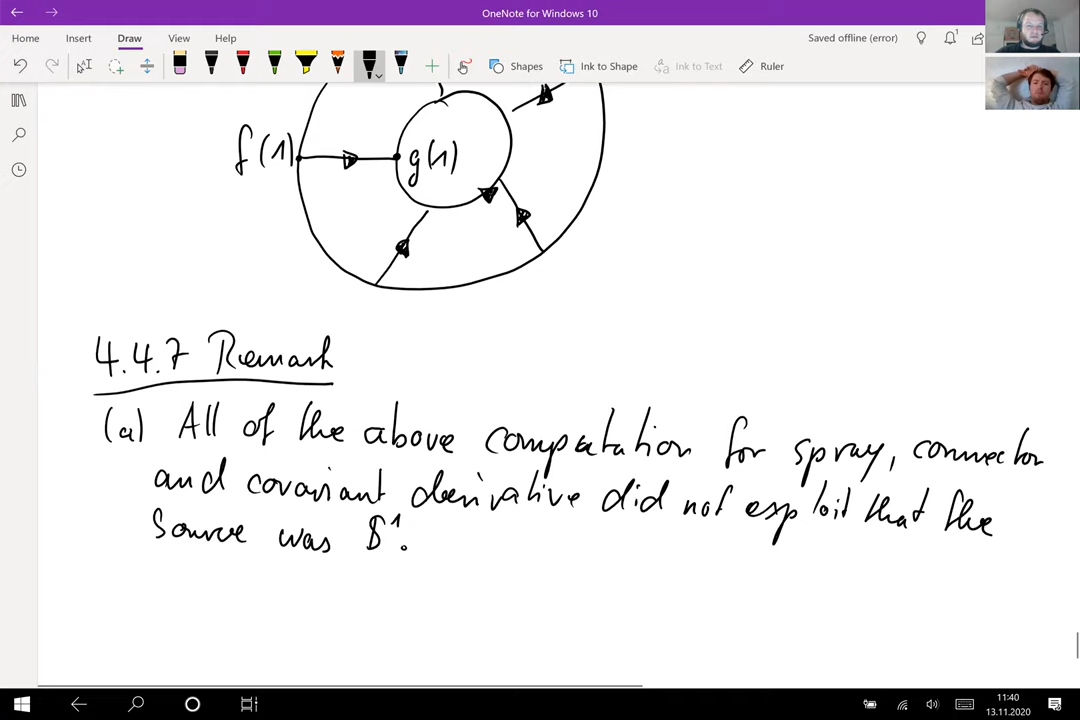 OneNote for Windows 10
Home Insert Draw View Help Saved offline (error)
Shapes Ink to Shape Ink to Text Ruler
f(1) g(1)
4.4.7 Remark
(a) All of the above computation for spray, connector
and covariant derivative did not exploit that the
Source was S¹.
11:40
13.11.2020